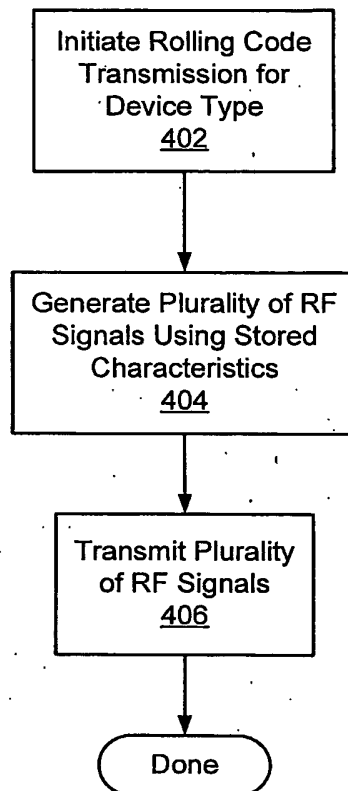 Initiate Rolling Code
Transmission for
Device Type
402
Generate Plurality of RF
Signals Using Stored
Characteristics
404
Transmit Plurality
of RF Signals
406
Done